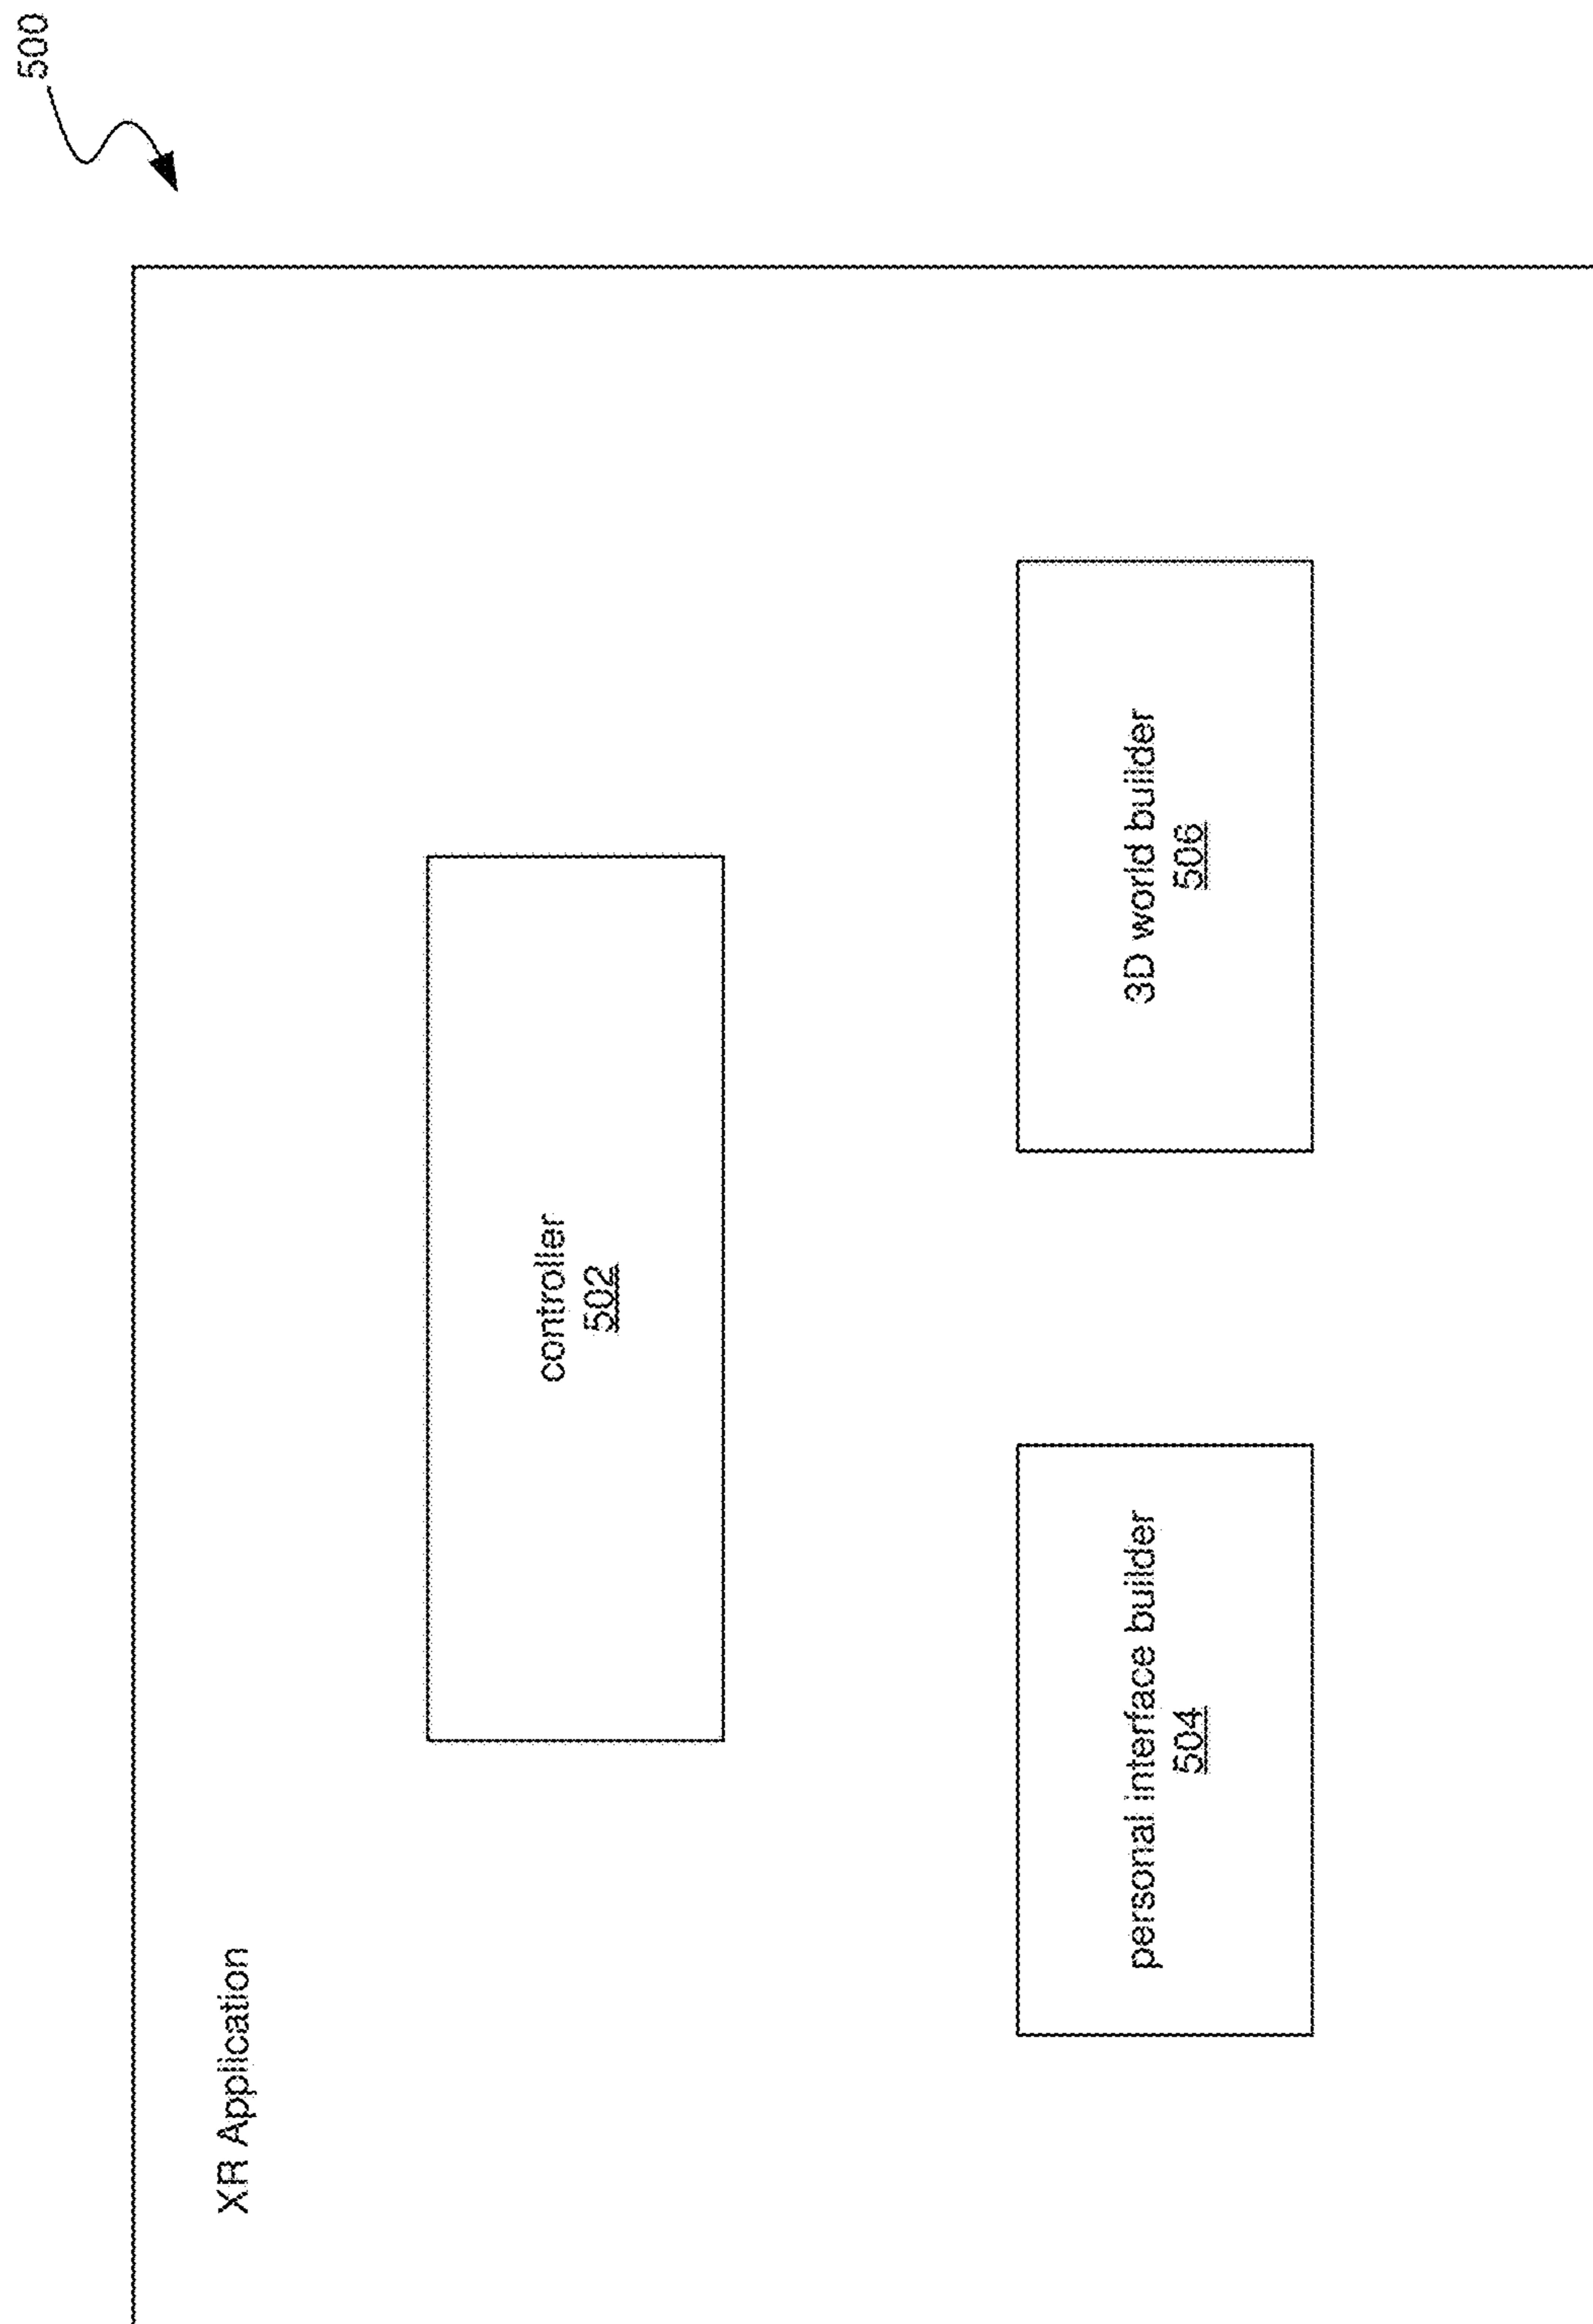 500
XR Application
controller
502
personal interface builder
504
3D world builder
506